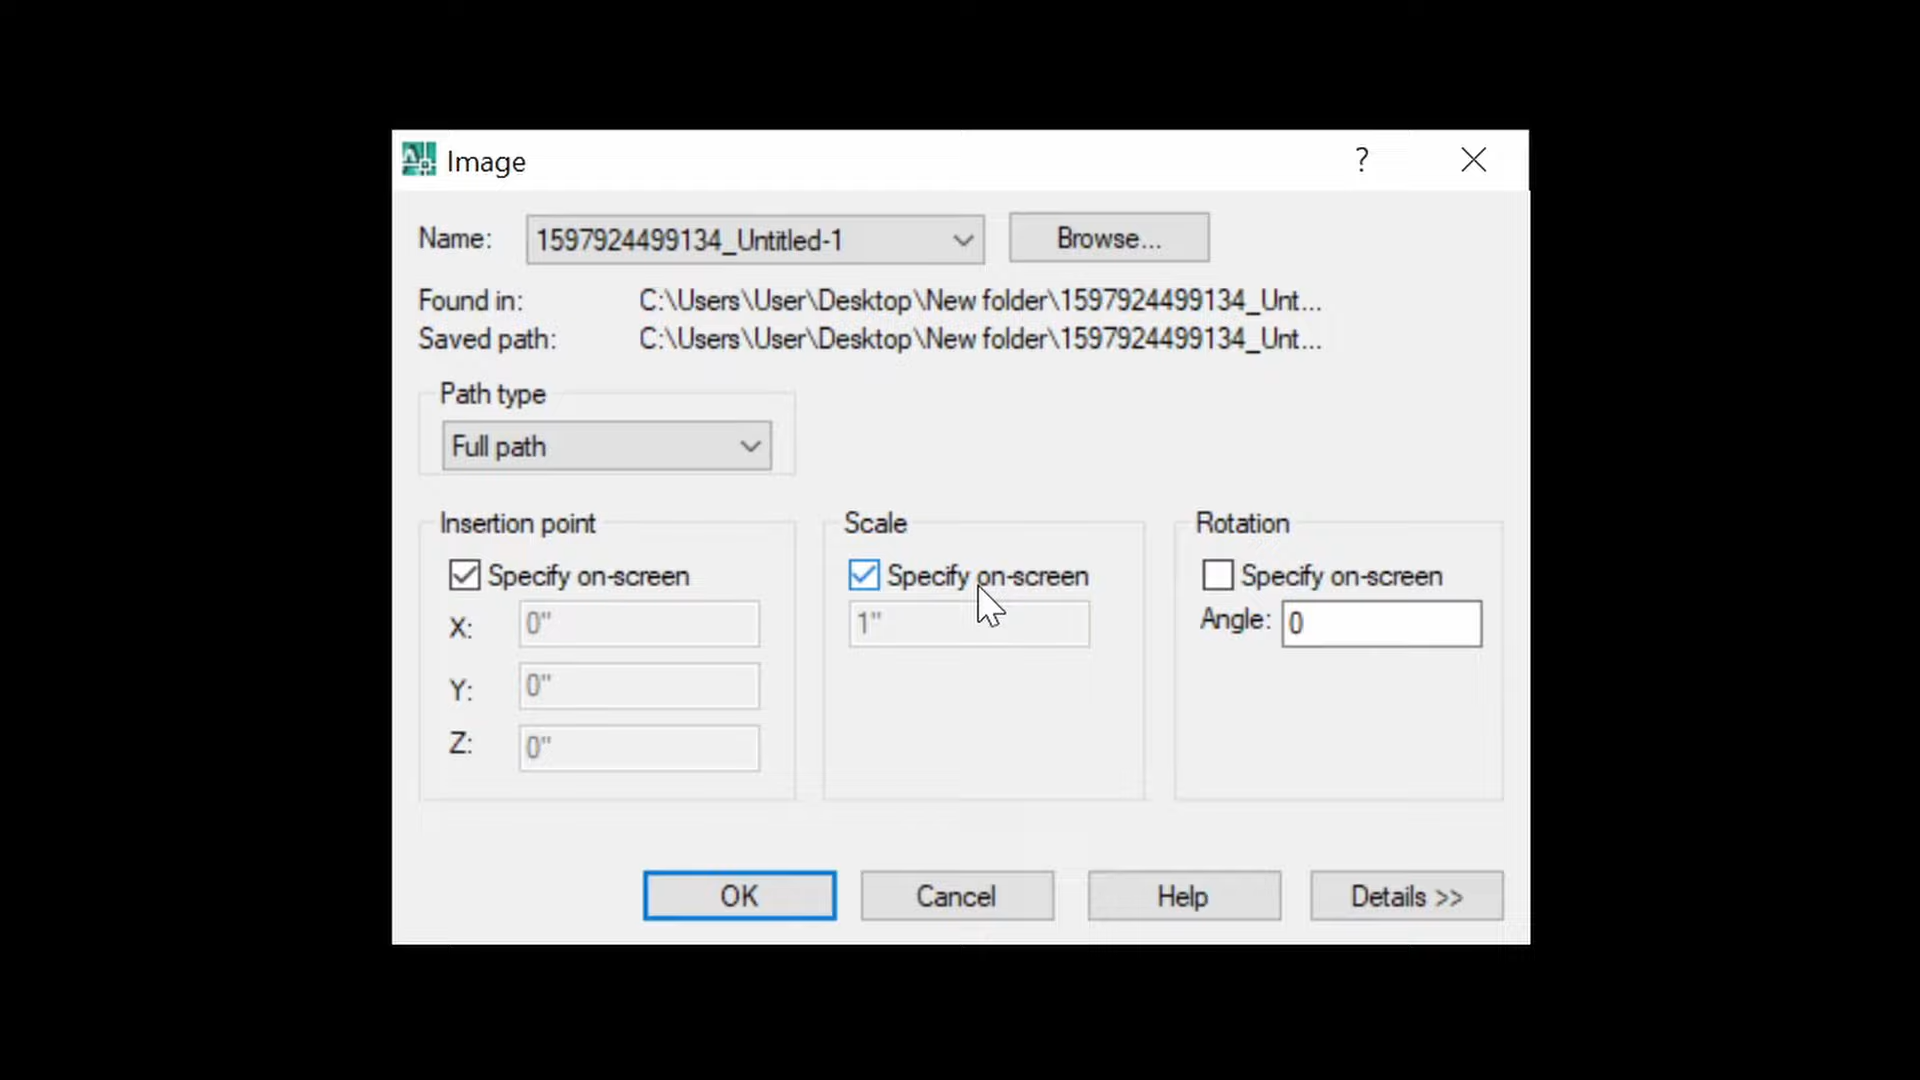 Image ?
Name: 1597924499134_Untitled-1 Browse...
Found in: C:\Users\User\Desktop\New folder\1597924499134_Unt...
Saved path: C:\Users\User\Desktop\New folder\1597924499134_Unt...
Path type
Full path
Insertion point Scale Rotation
Specify on-screen Specify on-screen Specify on-screen
X: 0" 1" Angle: 0
Y: 0"
Z: 0"
OK Cancel Help Details >>